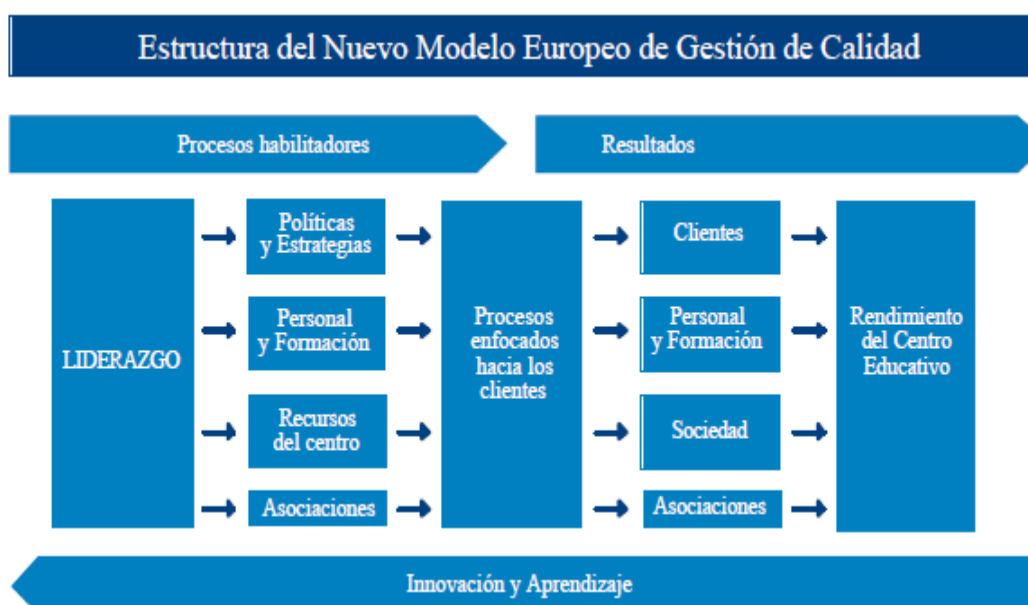 Estructura del Nuevo Modelo Europeo de Gestión de Calidad
Procesos habilitadores
Resultados
LIDERAZGO
Políticas
y Estrategias
Personal
y Formación
Recursos
del centro
Asociaciones
Procesos
enfocados
hacia los
clientes
Clientes
Personal
y Formación
Sociedad
Asociaciones
Rendimiento
del Centro
Educativo
Innovación y Aprendizaje